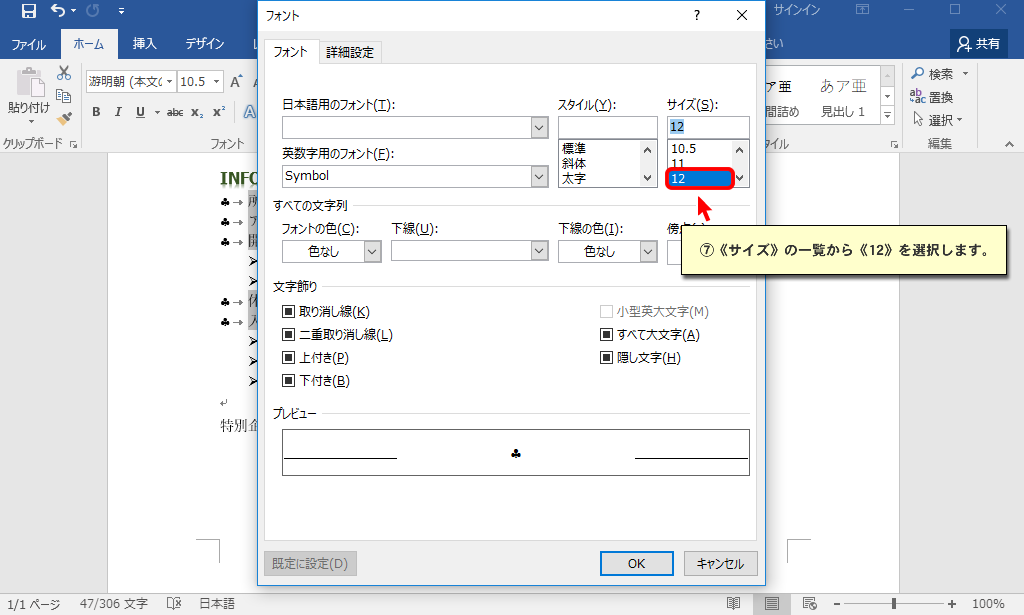 サインイン
ファイル ホーム 挿入 デザイン さい 共有
貼り付け
クリップボード
游明朝 (本文の 10.5 A
B I U abc x₂ x² A
フォント
ア亜 あア亜
間詰め 見出し 1
タイル
検索
置換
選択
編集
フォント ? ×
フォント 詳細設定
日本語用のフォント(T): スタイル(Y): サイズ(S):
12
標準 10.5
斜体 11
太字 12
英数字用のフォント(F):
Symbol
すべての文字列
フォントの色(C): 下線(U): 下線の色(I): 傍
色なし 色なし
⑦《サイズ》の一覧から《12》を選択します。
文字飾り
取り消し線(K) 小型英大文字(M)
二重取り消し線(L) すべて大文字(A)
上付き(P) 隠し文字(H)
下付き(B)
プレビュー
♣
既定に設定(D) OK キャンセル
INFO
♣→所
♣→ア
♣→開
♣→休
♣→入
特別企
1/1 ページ 47/306 文字 日本語 100%